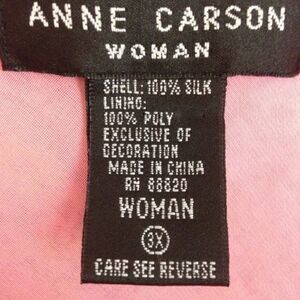 ANNE CARSON
WOMAN
SHELL: 100% SILK
LINING:
100% POLY
EXCLUSIVE OF
DECORATION
MADE IN CHINA
RN 88820
WOMAN
3X
CARE SEE REVERSE